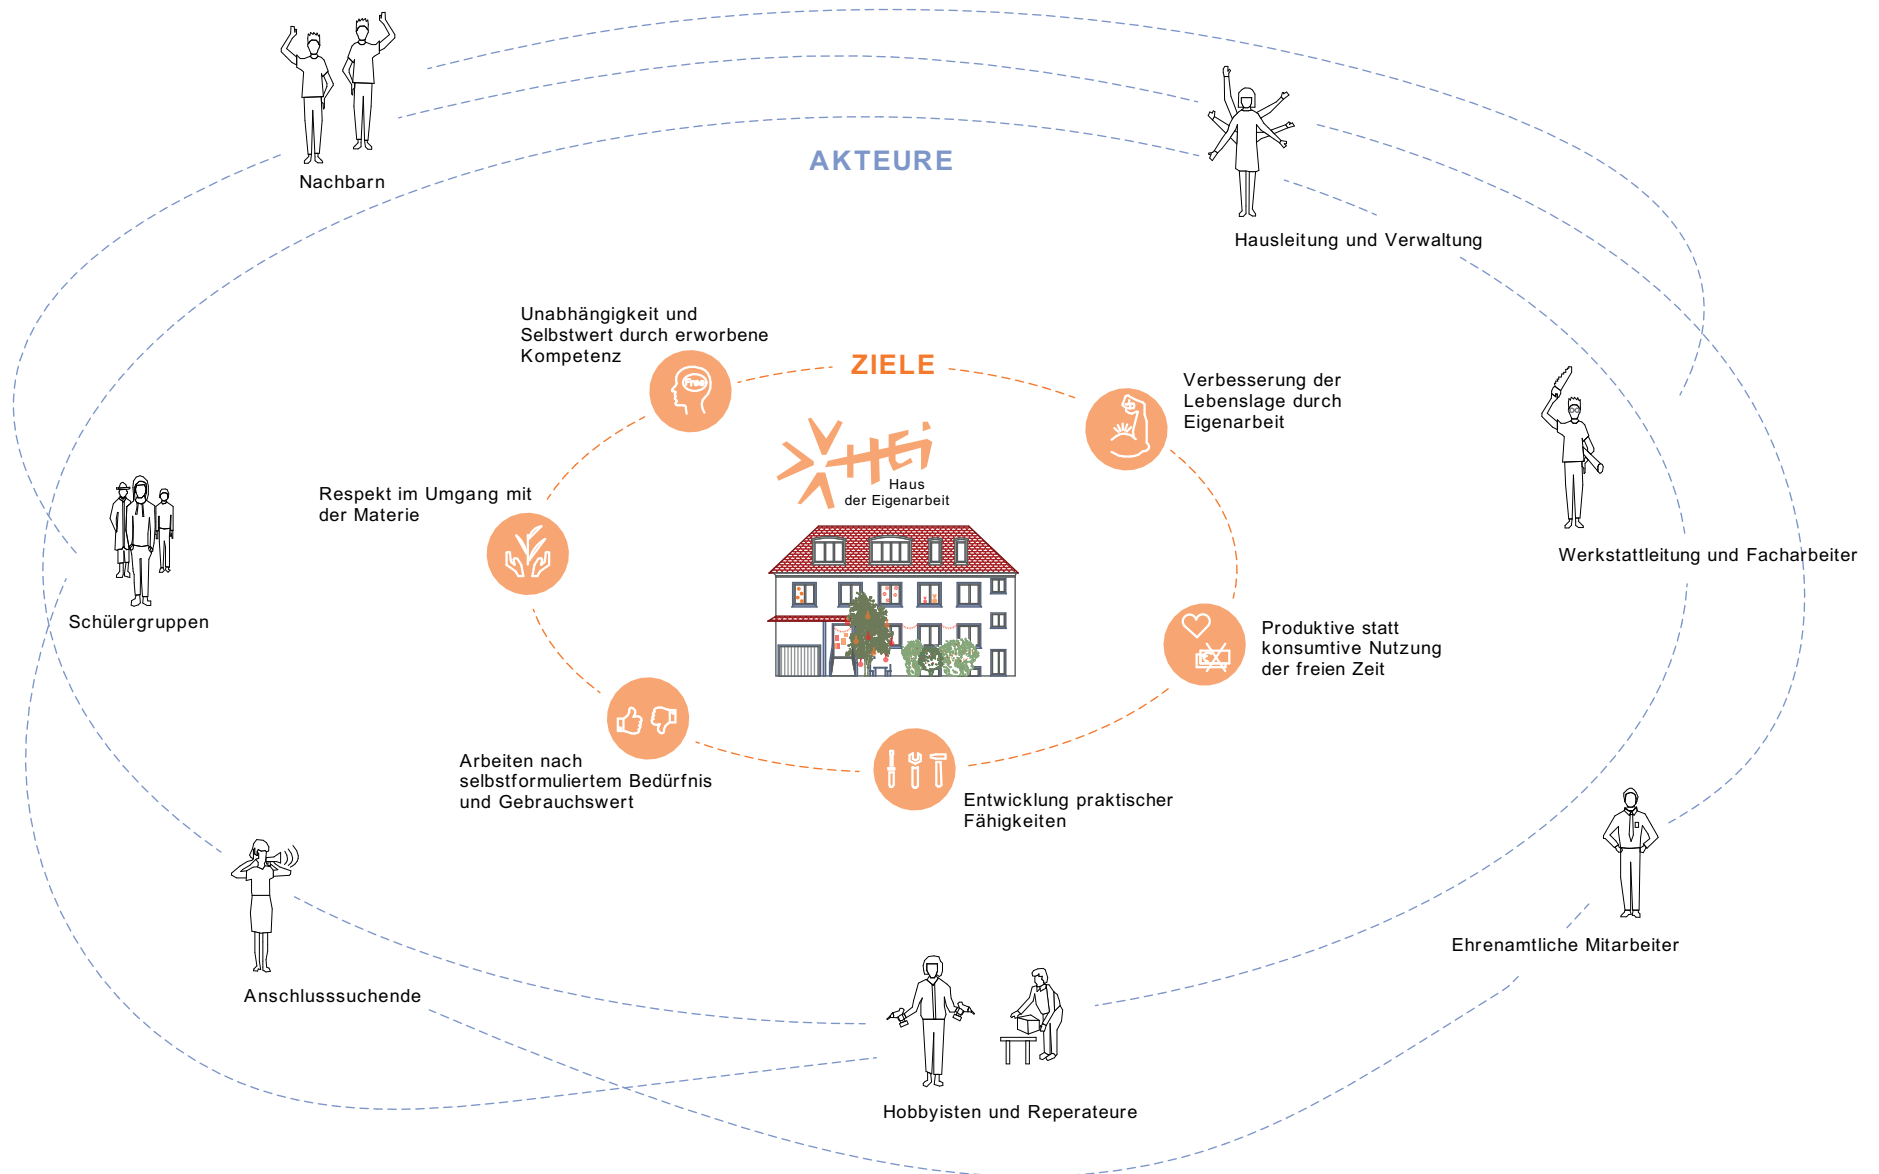 AKTEURE
Nachbarn
Hausleitung und Verwaltung
Unabhängigkeit und
Selbstwert durch erworbene
Kompetenz
Free
ZIELE
Verbesserung der
Lebenslage durch
Eigenarbeit
HEi
Haus
der Eigenarbeit
Respekt im Umgang mit
der Materie
Werkstattleitung und Facharbeiter
Schülergruppen
Produktive statt
konsumtive Nutzung
der freien Zeit
Arbeiten nach
selbstformuliertem Bedürfnis
und Gebrauchswert
Entwicklung praktischer
Fähigkeiten
Ehrenamtliche Mitarbeiter
Anschlusssuchende
Hobbyisten und Reperateure